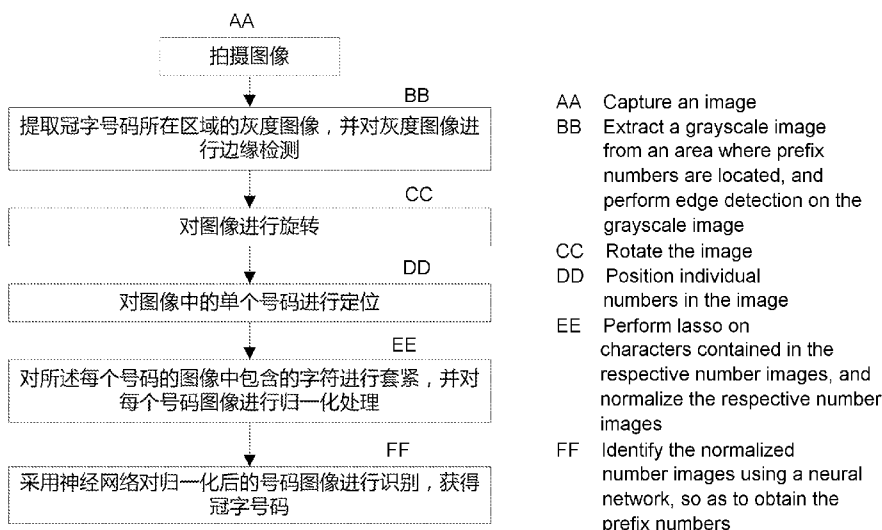 AA
拍摄图像
BB
提取冠字号码所在区域的灰度图像，并对灰度图像进
行边缘检测
CC
对图像进行旋转
DD
对图像中的单个号码进行定位
EE
对所述每个号码的图像中包含的字符进行套紧，并对
每个号码图像进行归一化处理
FF
采用神经网络对归一化后的号码图像进行识别，获得
冠字号码
AA Capture an image
BB Extract a grayscale image
from an area where prefix
numbers are located, and
perform edge detection on the
grayscale image
CC Rotate the image
DD Position individual
numbers in the image
EE Perform lasso on
characters contained in the
respective number images, and
normalize the respective number
images
FF Identify the normalized
number images using a neural
network, so as to obtain the
prefix numbers